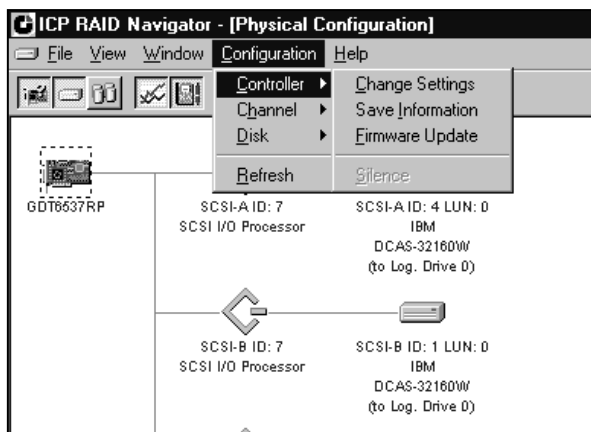 ICP RAID Navigator - [Physical Configuration]
File View Window Configuration Help
Controller
Channel
Disk
Refresh
Change Settings
Save Information
Firmware Update
Silence
GDT6537RP
SCSI-A ID: 7
SCSI I/O Processor
SCSI-A ID: 4 LUN: 0
IBM
DCAS-32160W
(to Log. Drive 0)
SCSI-B ID: 7
SCSI I/O Processor
SCSI-B ID: 1 LUN: 0
IBM
DCAS-32160W
(to Log. Drive 0)